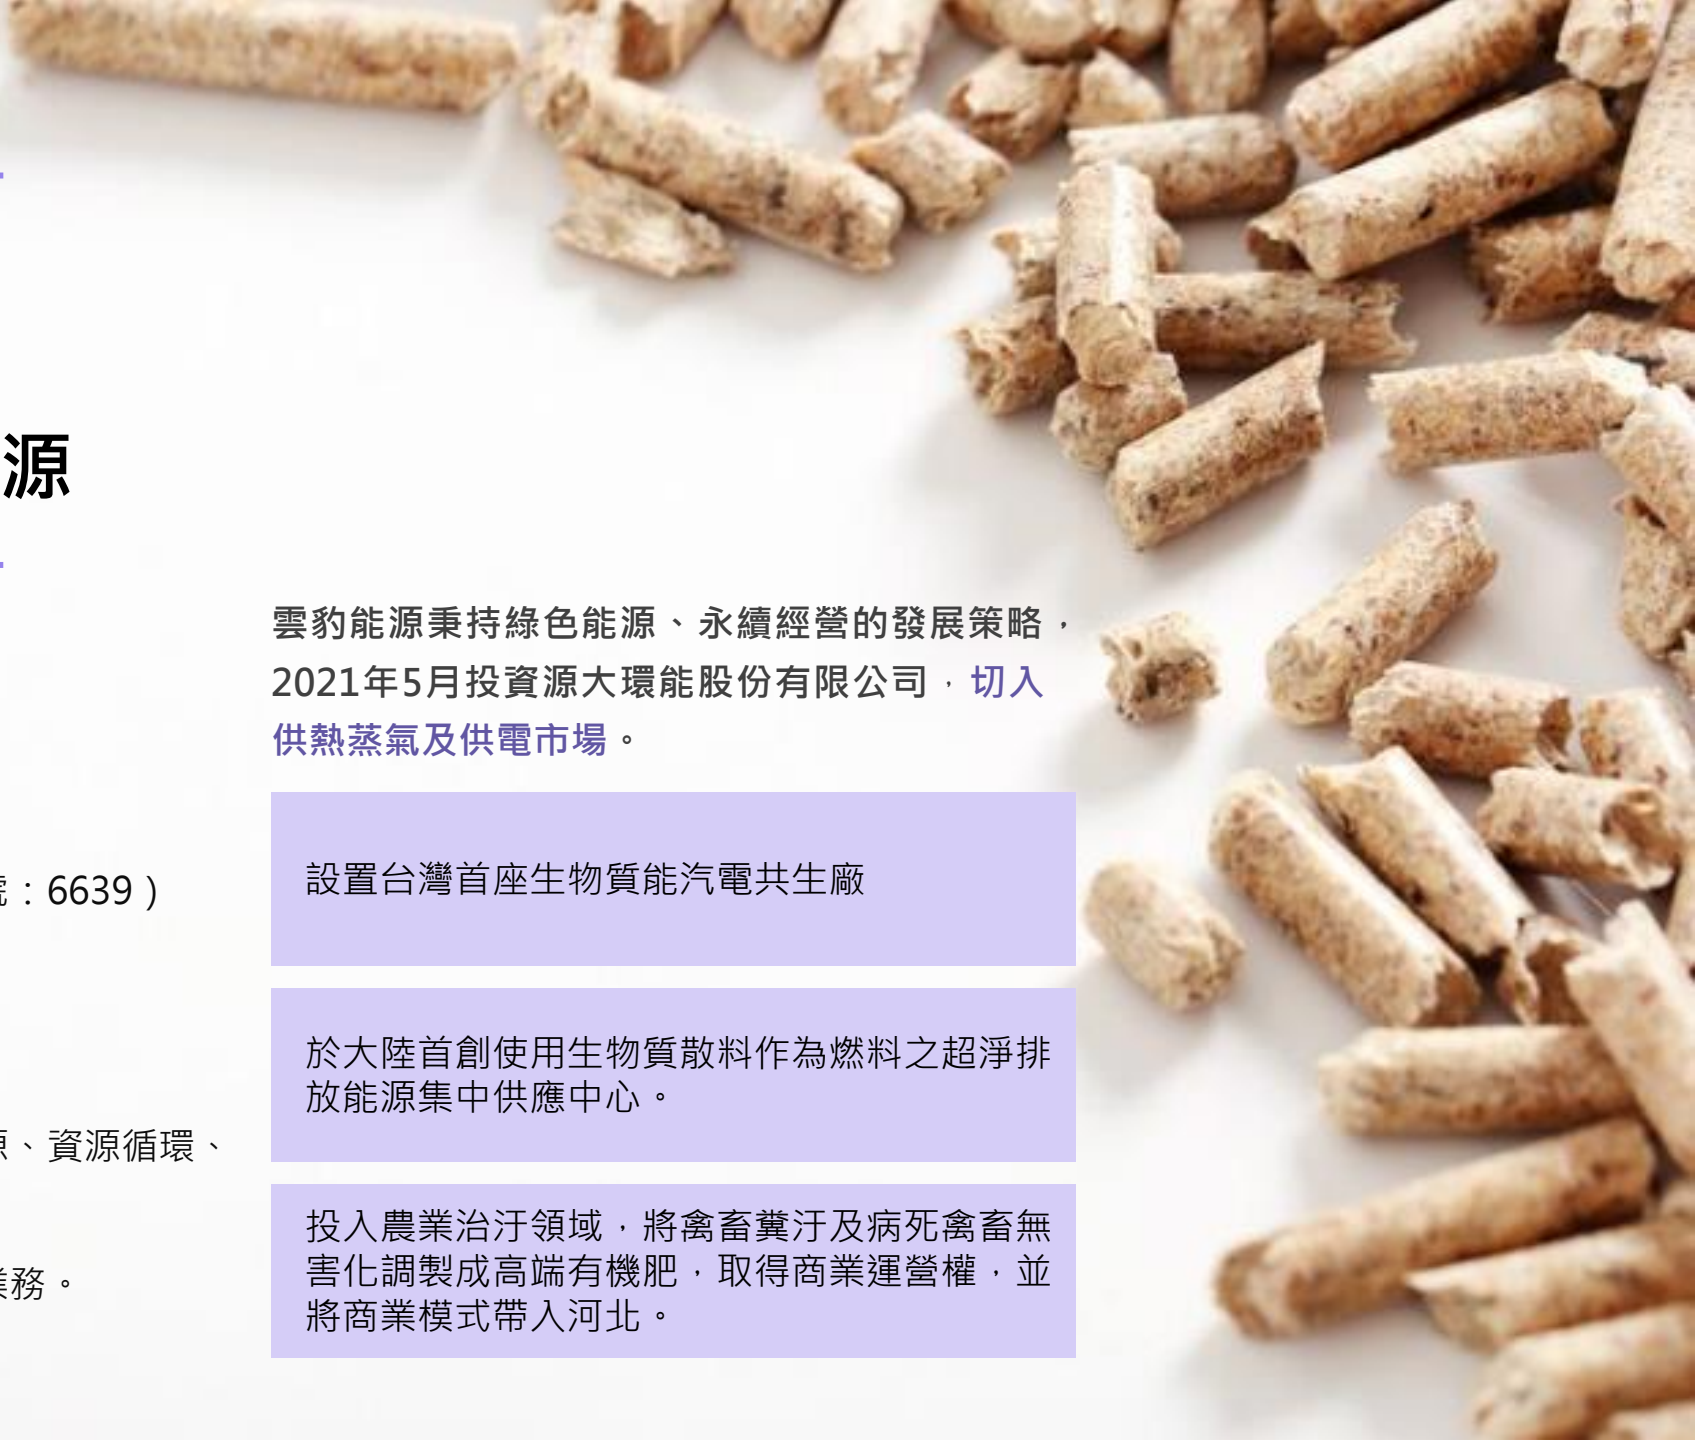 源
雲豹能源秉持綠色能源、永續經營的發展策略，
2021年5月投資源大環能股份有限公司，切入
供熱蒸氣及供電市場。
設置台灣首座生物質能汽電共生廠
：6639）
於大陸首創使用生物質散料作為燃料之超淨排
放能源集中供應中心。
、資源循環、
投入農業治汙領域，將禽畜糞汙及病死禽畜無
害化調製成高端有機肥，取得商業運營權，並
將商業模式帶入河北。
務。